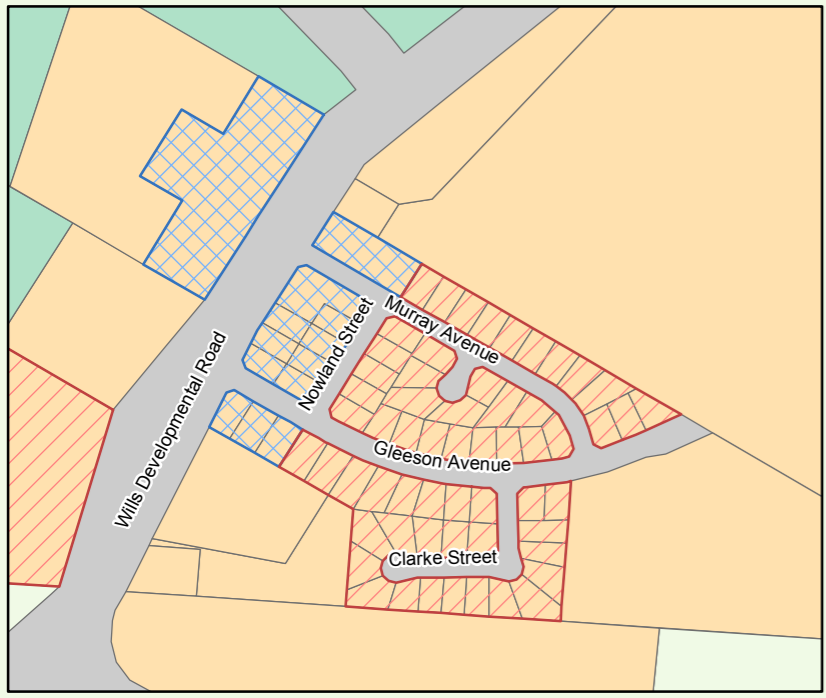 Murray Avenue
Nowland Street
Wills Developmental Road
Gleeson Avenue
Clarke Street